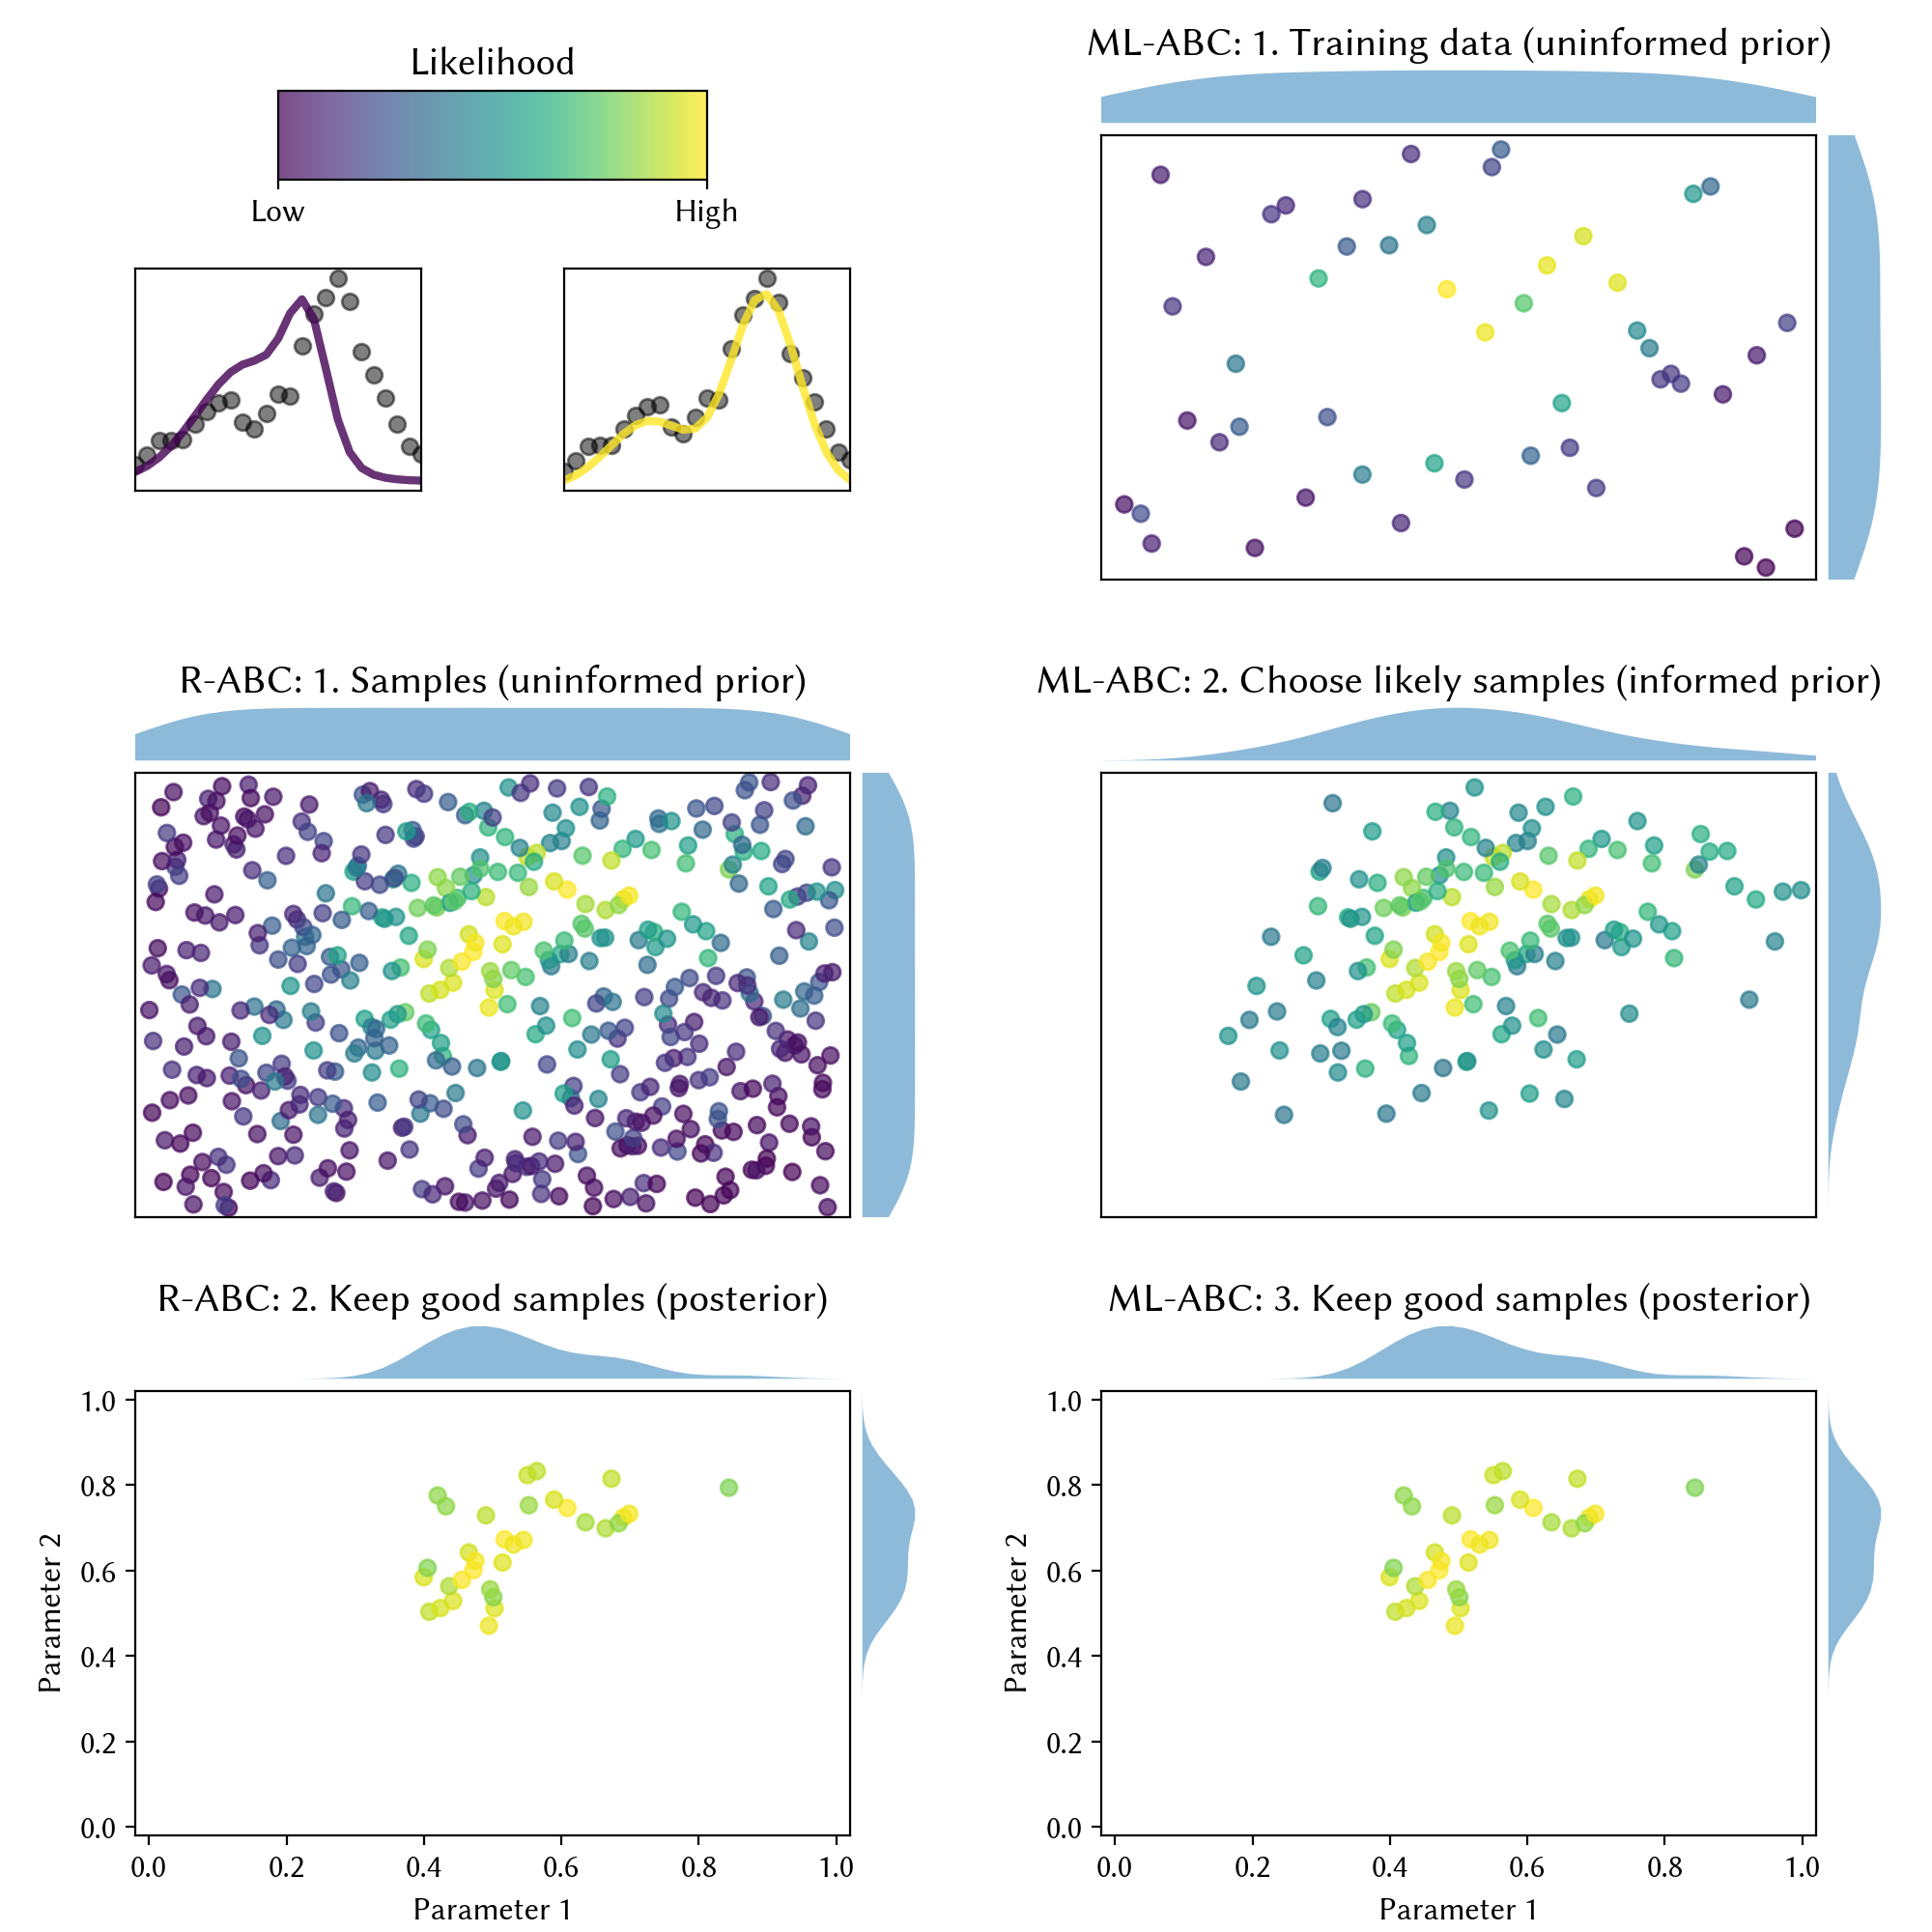 Likelihood
Low
High
ML-ABC: 1. Training data (uninformed prior)
R-ABC: 1. Samples (uninformed prior)
ML-ABC: 2. Choose likely samples (informed prior)
R-ABC: 2. Keep good samples (posterior)
1.0
0.8
0.6
0.4
0.2
0.0
Parameter 2
0.0
0.2
0.4
0.6
0.8
1.0
Parameter 1
ML-ABC: 3. Keep good samples (posterior)
1.0
0.8
0.6
0.4
0.2
0.0
Parameter 2
0.0
0.2
0.4
0.6
0.8
1.0
Parameter 1